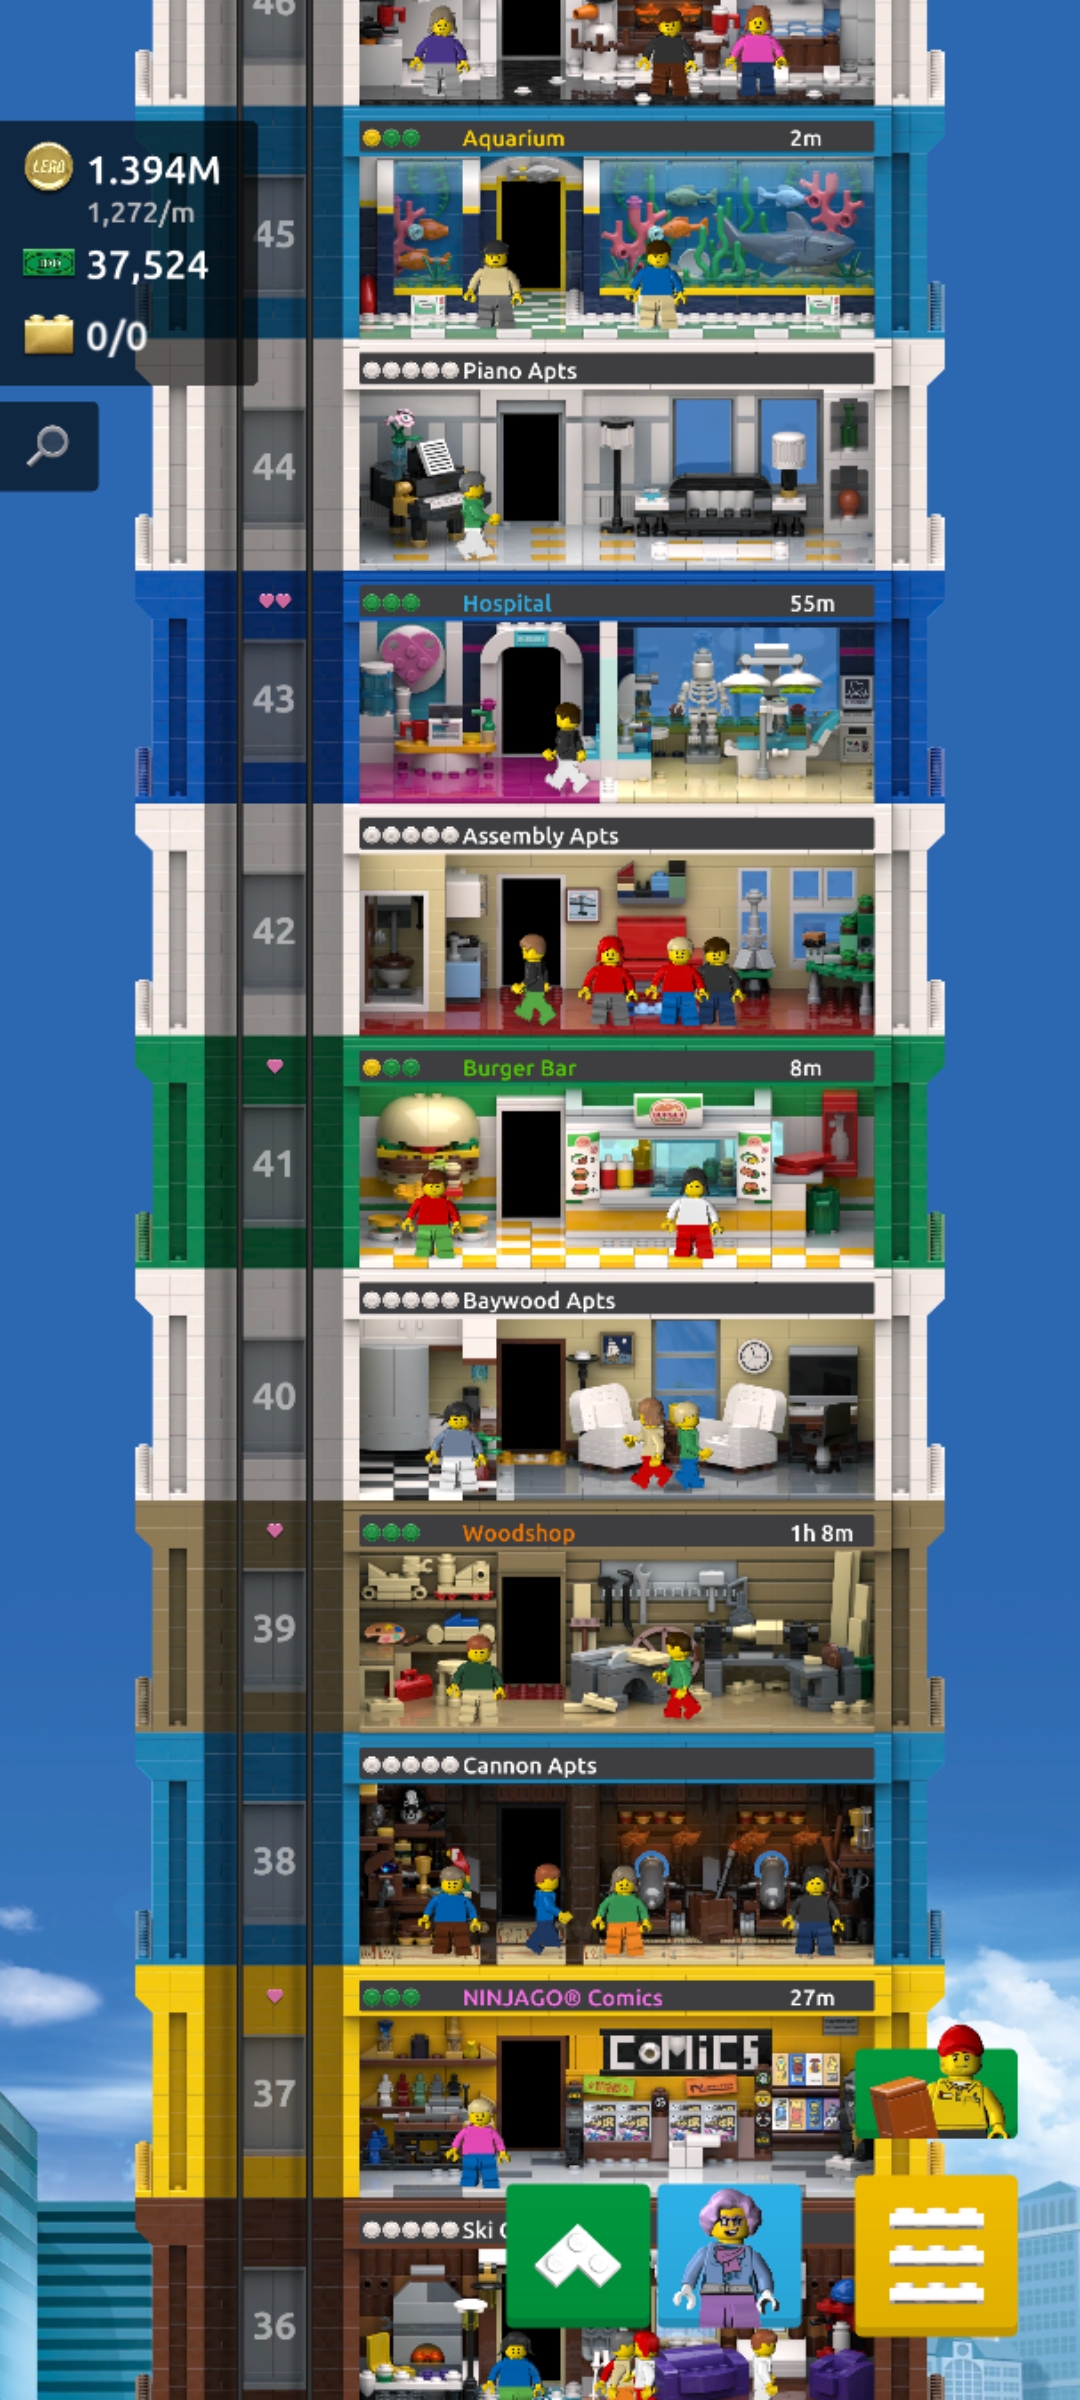 46
Aquarium 2m
LEGO 1.394M
1,272/m
45
37,524
0/0
Piano Apts
44
Hospital 55m
43
Assembly Apts
42
Burger Bar 8m
BURGER
41
Baywood Apts
40
Woodshop 1h 8m
39
Cannon Apts
38
NINJAGO® Comics 27m
COMiCS
37
Ski
36